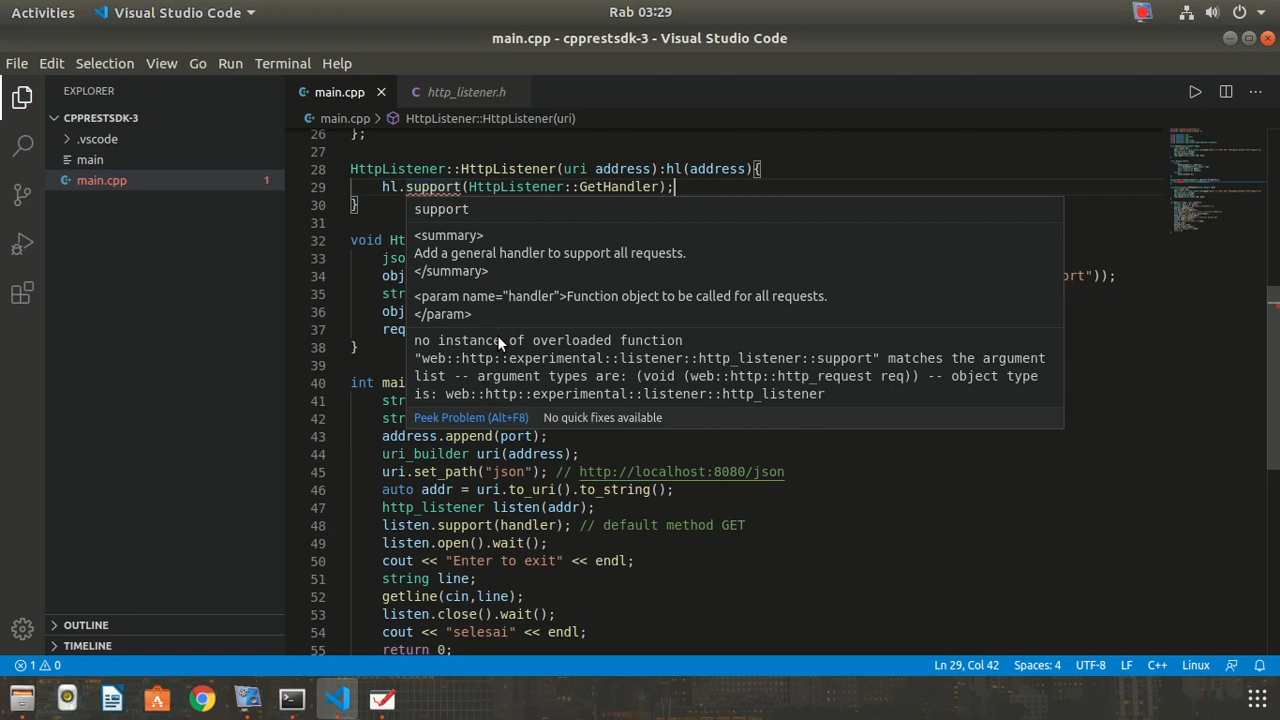 Activities Visual Studio Code Rab 03:29
main.cpp - cpprestsdk-3 - Visual Studio Code
File Edit Selection View Go Run Terminal Help
EXPLORER
CPPRESTSDK-3
.vscode
main
main.cpp 1
OUTLINE
TIMELINE
main.cpp http_listener.h
main.cpp > HttpListener::HttpListener(uri)
26 };
27
28 HttpListener::HttpListener(uri address):hl(address){
29 hl.support(HttpListener::GetHandler);
30 }
31
32 void Ht
33 jso
34 obj ort"));
35 str
36 obj
37 req
38 }
39
40 int mai
41 str
42 str
43 address.append(port);
44 uri_builder uri(address);
45 uri.set_path("json"); // http://localhost:8080/json
46 auto addr = uri.to_uri().to_string();
47 http_listener listen(addr);
48 listen.support(handler); // default method GET
49 listen.open().wait();
50 cout << "Enter to exit" << endl;
51 string line;
52 getline(cin,line);
53 listen.close().wait();
54 cout << "selesai" << endl;
55 return 0;
support
<summary>
Add a general handler to support all requests.
</summary>
<param name="handler">Function object to be called for all requests.
</param>
no instance of overloaded function
"web::http::experimental::listener::http_listener::support" matches the argument
list -- argument types are: (void (web::http::http_request req)) -- object type
is: web::http::experimental::listener::http_listener
Peek Problem (Alt+F8) No quick fixes available
1 0 Ln 29, Col 42 Spaces: 4 UTF-8 LF C++ Linux